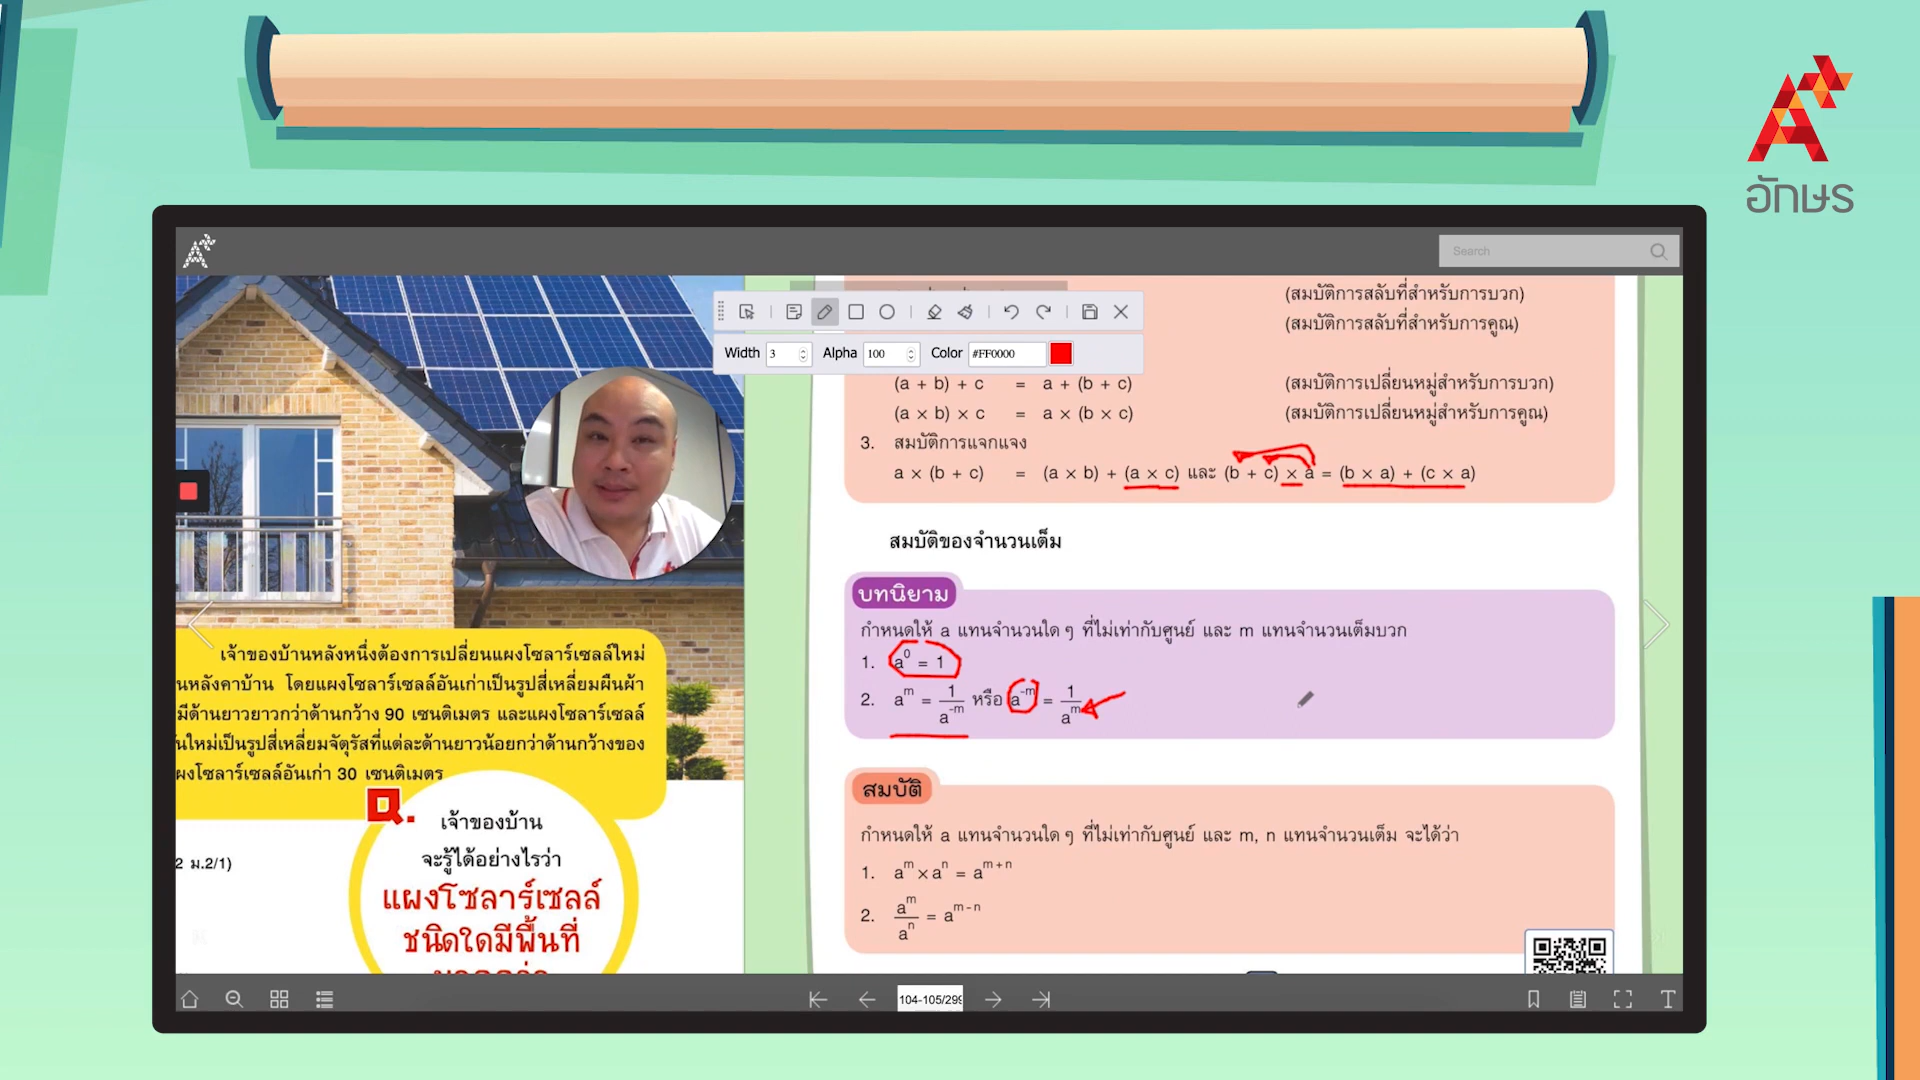 อักษร
Search
Width 3 Alpha 100 Color #FF0000
(สมบัติการสลับที่สำหรับการบวก)
(สมบัติการสลับที่สำหรับการคูณ)
(a + b) + c = a + (b + c) (สมบัติการเปลี่ยนหมู่สำหรับการบวก)
(a × b) × c = a × (b × c) (สมบัติการเปลี่ยนหมู่สำหรับการคูณ)
3. สมบัติการแจกแจง
a × (b + c) = (a × b) + (a × c) และ (b + c) × a = (b × a) + (c × a)
สมบัติของจำนวนเต็ม
บทนิยาม
กำหนดให้ a แทนจำนวนใด ๆ ที่ไม่เท่ากับศูนย์ และ m แทนจำนวนเต็มบวก
1. a⁰ = 1
2. aᵐ = 1/a⁻ᵐ หรือ a⁻ᵐ = 1/aᵐ
สมบัติ
กำหนดให้ a แทนจำนวนใด ๆ ที่ไม่เท่ากับศูนย์ และ m, n แทนจำนวนเต็ม จะได้ว่า
1. aᵐ × aⁿ = aᵐ⁺ⁿ
2. aᵐ/aⁿ = aᵐ⁻ⁿ
เจ้าของบ้านหลังหนึ่งต้องการเปลี่ยนแผงโซลาร์เซลล์ใหม่
นหลังคาบ้าน โดยแผงโซลาร์เซลล์อันเก่าเป็นรูปสี่เหลี่ยมผืนผ้า
มีด้านยาวยาวกว่าด้านกว้าง 90 เซนติเมตร และแผงโซลาร์เซลล์
นใหม่เป็นรูปสี่เหลี่ยมจัตุรัสที่แต่ละด้านยาวน้อยกว่าด้านกว้างของ
ผงโซลาร์เซลล์อันเก่า 30 เซนติเมตร
Q.
เจ้าของบ้าน
จะรู้ได้อย่างไรว่า
แผงโซลาร์เซลล์
ชนิดใดมีพื้นที่
2 ม.2/1)
104-105/299